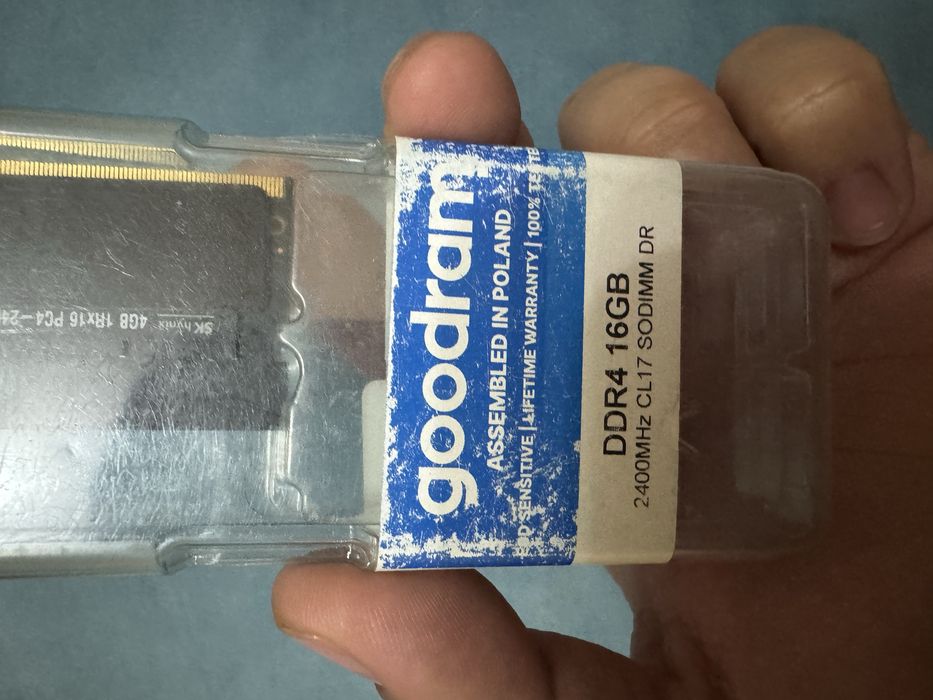 goodram
ASSEMBLED IN POLAND
SENSITIVE | LIFETIME WARRANTY | 100%
DDR4 16GB
2400MHz CL17 SODIMM DR
SK hynix
4GB 1Rx16 PC4-24